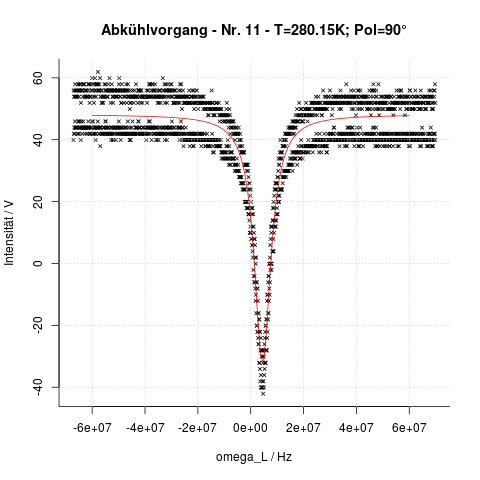 Abkühlvorgang - Nr. 11 - T=280.15K; Pol=90°
Intensität / V
60
40
20
0
-20
-40
-6e+07 -4e+07 -2e+07 0e+00 2e+07 4e+07 6e+07
omega_L / Hz